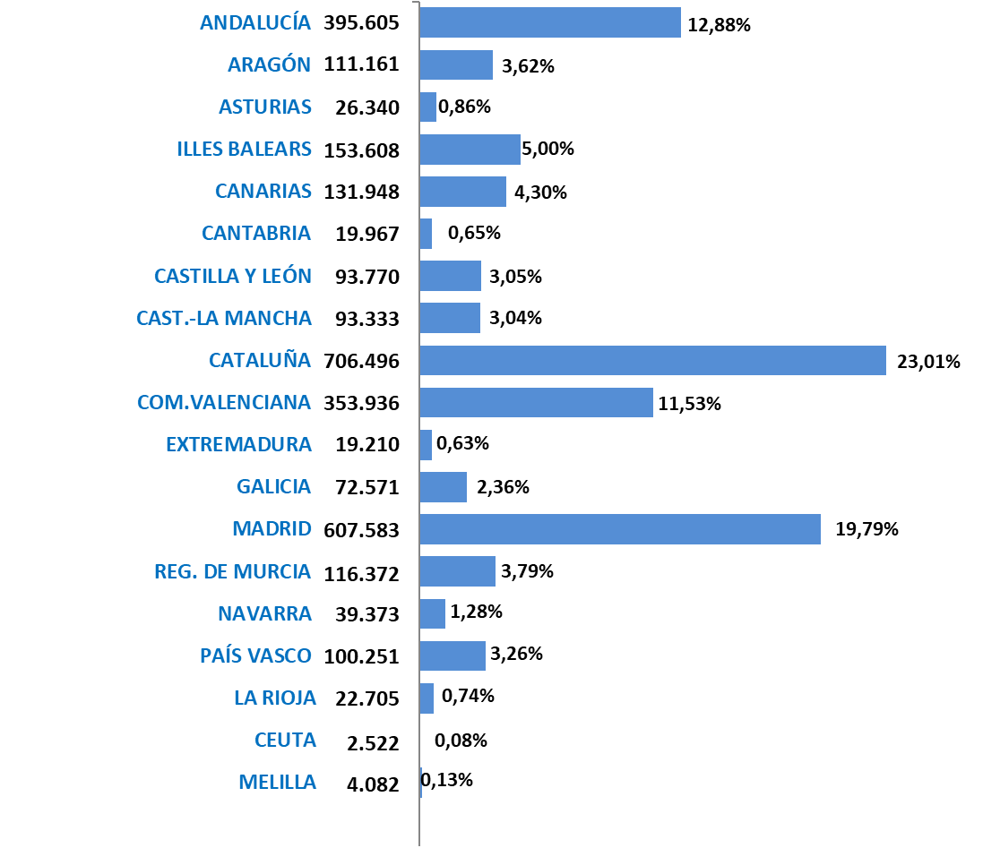 ANDALUCÍA 395.605 12,88%
ARAGÓN 111.161 3,62%
ASTURIAS 26.340 0,86%
ILLES BALEARS 153.608 5,00%
CANARIAS 131.948 4,30%
CANTABRIA 19.967 0,65%
CASTILLA Y LEÓN 93.770 3,05%
CAST.-LA MANCHA 93.333 3,04%
CATALUÑA 706.496 23,01%
COM.VALENCIANA 353.936 11,53%
EXTREMADURA 19.210 0,63%
GALICIA 72.571 2,36%
MADRID 607.583 19,79%
REG. DE MURCIA 116.372 3,79%
NAVARRA 39.373 1,28%
PAÍS VASCO 100.251 3,26%
LA RIOJA 22.705 0,74%
CEUTA 2.522 0,08%
MELILLA 4.082 0,13%